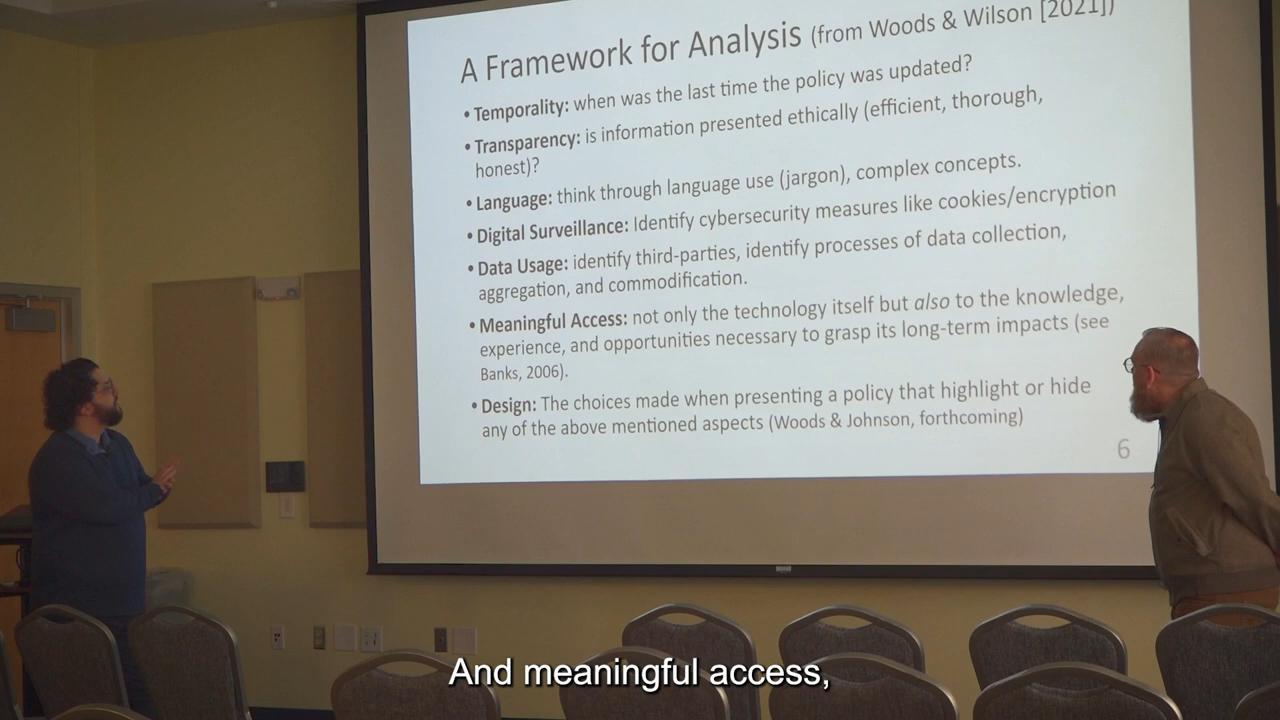 A Framework for Analysis (from Woods & Wilson [2021])
• Temporality: when was the last time the policy was updated?
• Transparency: is information presented ethically (efficient, thorough,
honest)?
• Language: think through language use (jargon), complex concepts.
• Digital Surveillance: Identify cybersecurity measures like cookies/encryption
• Data Usage: identify third-parties, identify processes of data collection,
aggregation, and commodification.
• Meaningful Access: not only the technology itself but also to the knowledge,
experience, and opportunities necessary to grasp its long-term impacts (see
Banks, 2006).
• Design: The choices made when presenting a policy that highlight or hide
any of the above mentioned aspects (Woods & Johnson, forthcoming)
6
And meaningful access,